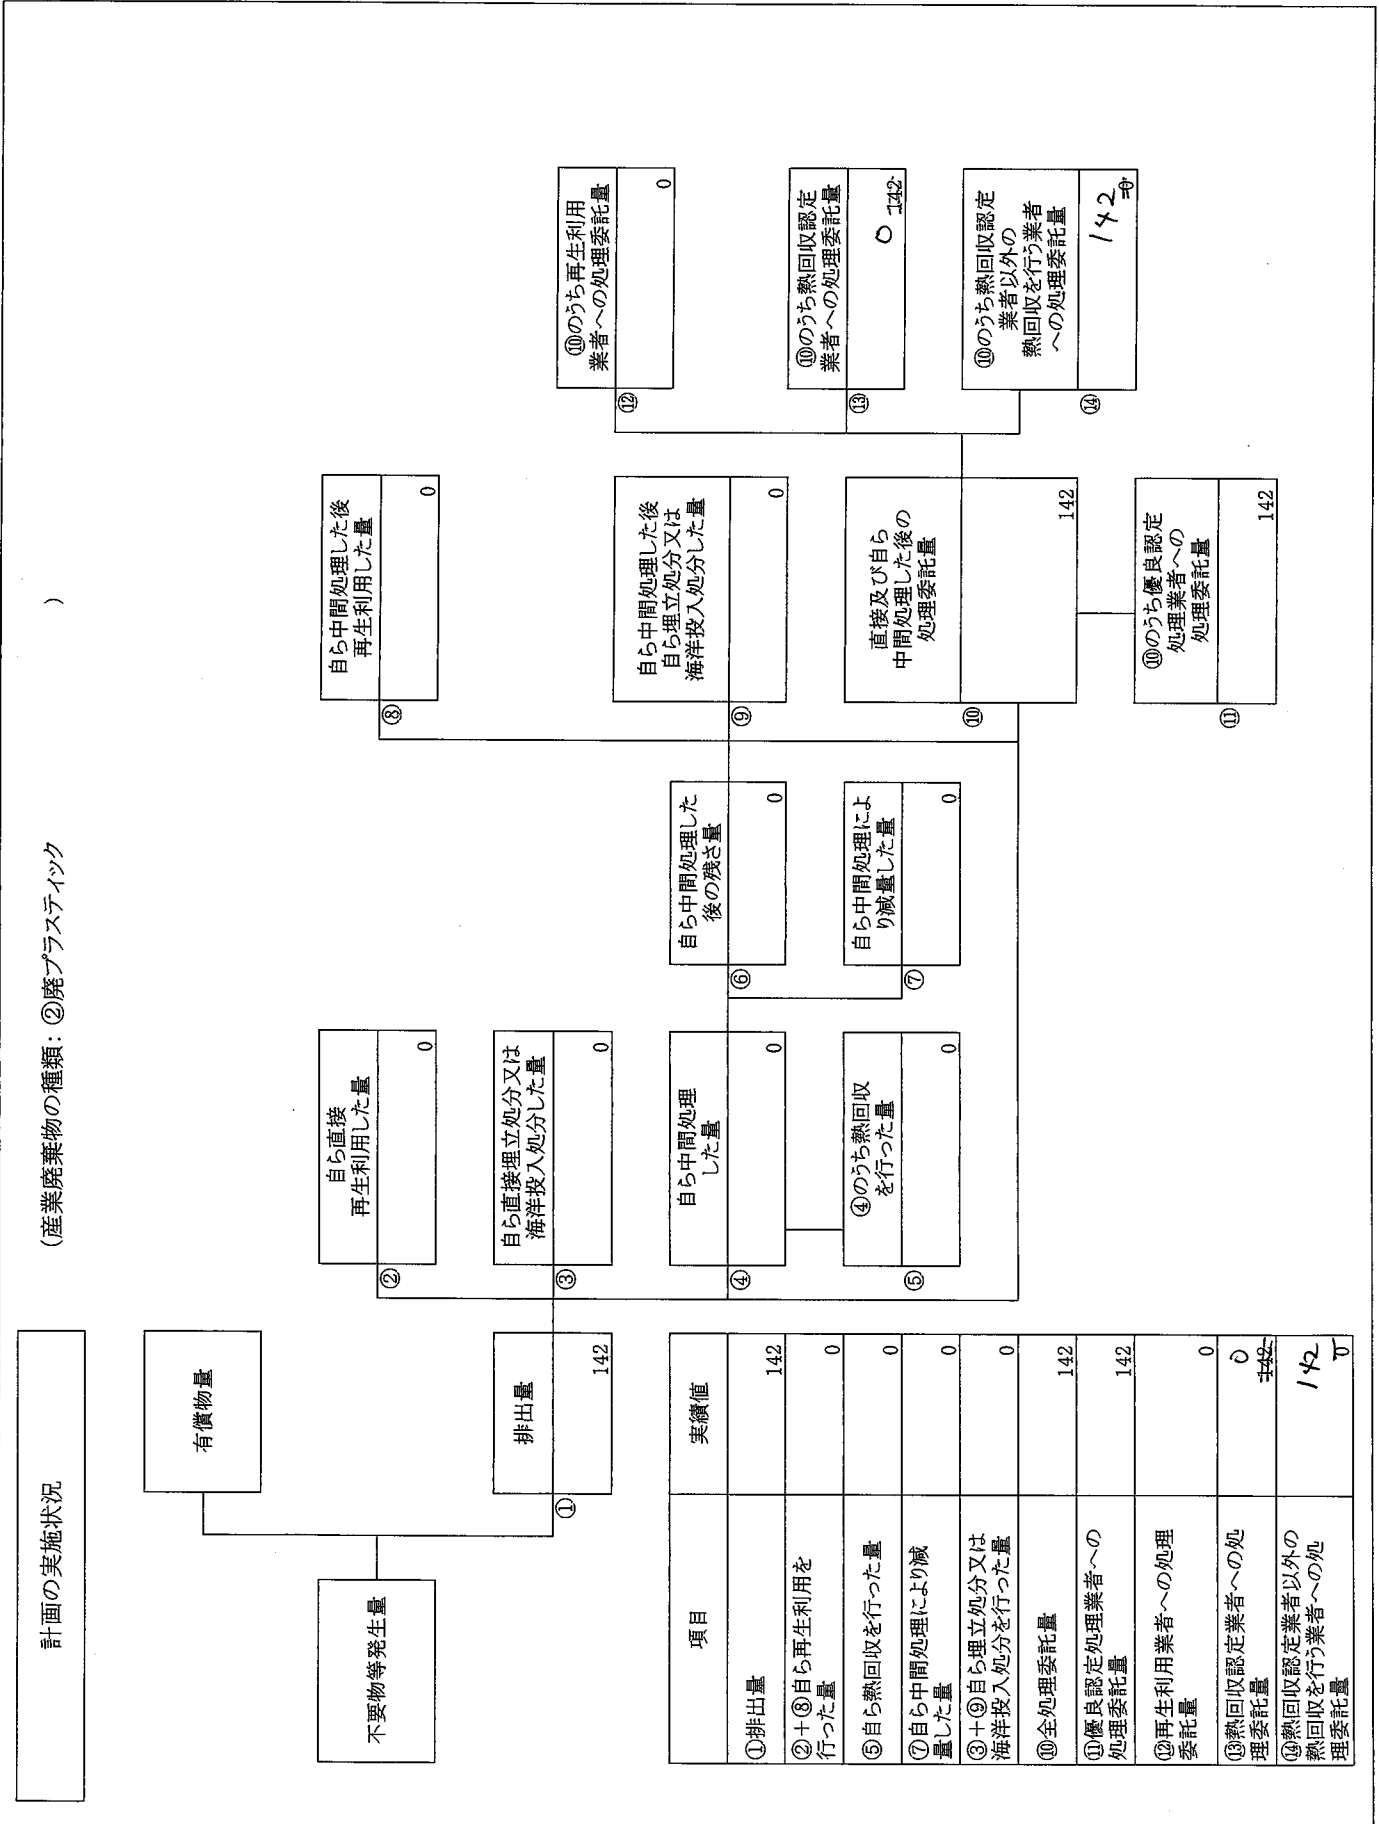 計画の実施状況
(産業廃棄物の種類: ②廃プラスティック )
不要物等発生量
有償物量
①
排出量
142
②
自ら直接
再生利用した量
0
③
自ら直接埋立処分又は
海洋投入処分した量
0
④
自ら中間処理
した量
0
⑤
④のうち熱回収
を行った量
0
⑥
自ら中間処理した
後の残さ量
0
⑦
自ら中間処理によ
り減量した量
0
⑧
自ら中間処理した後
再生利用した量
0
⑨
自ら中間処理した後
自ら埋立処分又は
海洋投入処分した量
0
⑩
直接及び自ら
中間処理した後の
処理委託量
142
⑪
⑩のうち優良認定
処理業者への
処理委託量
142
⑫
⑩のうち再生利用
業者への処理委託量
0
⑬
⑩のうち熱回収認定
業者への処理委託量
0 142
⑭
⑩のうち熱回収認定
業者以外の
熱回収を行う業者
への処理委託量
142 0
項目 実績値
①排出量 142
②+⑧自ら再生利用を
行った量 0
⑤自ら熱回収を行った量 0
⑦自ら中間処理により減
量した量 0
③+⑨自ら埋立処分又は
海洋投入処分を行った量 0
⑩全処理委託量 142
⑪優良認定処理業者への
処理委託量 142
⑫再生利用業者への処理
委託量 0
⑬熱回収認定業者への処
理委託量 0 142
⑭熱回収認定業者以外の
熱回収を行う業者への処
理委託量 142 0